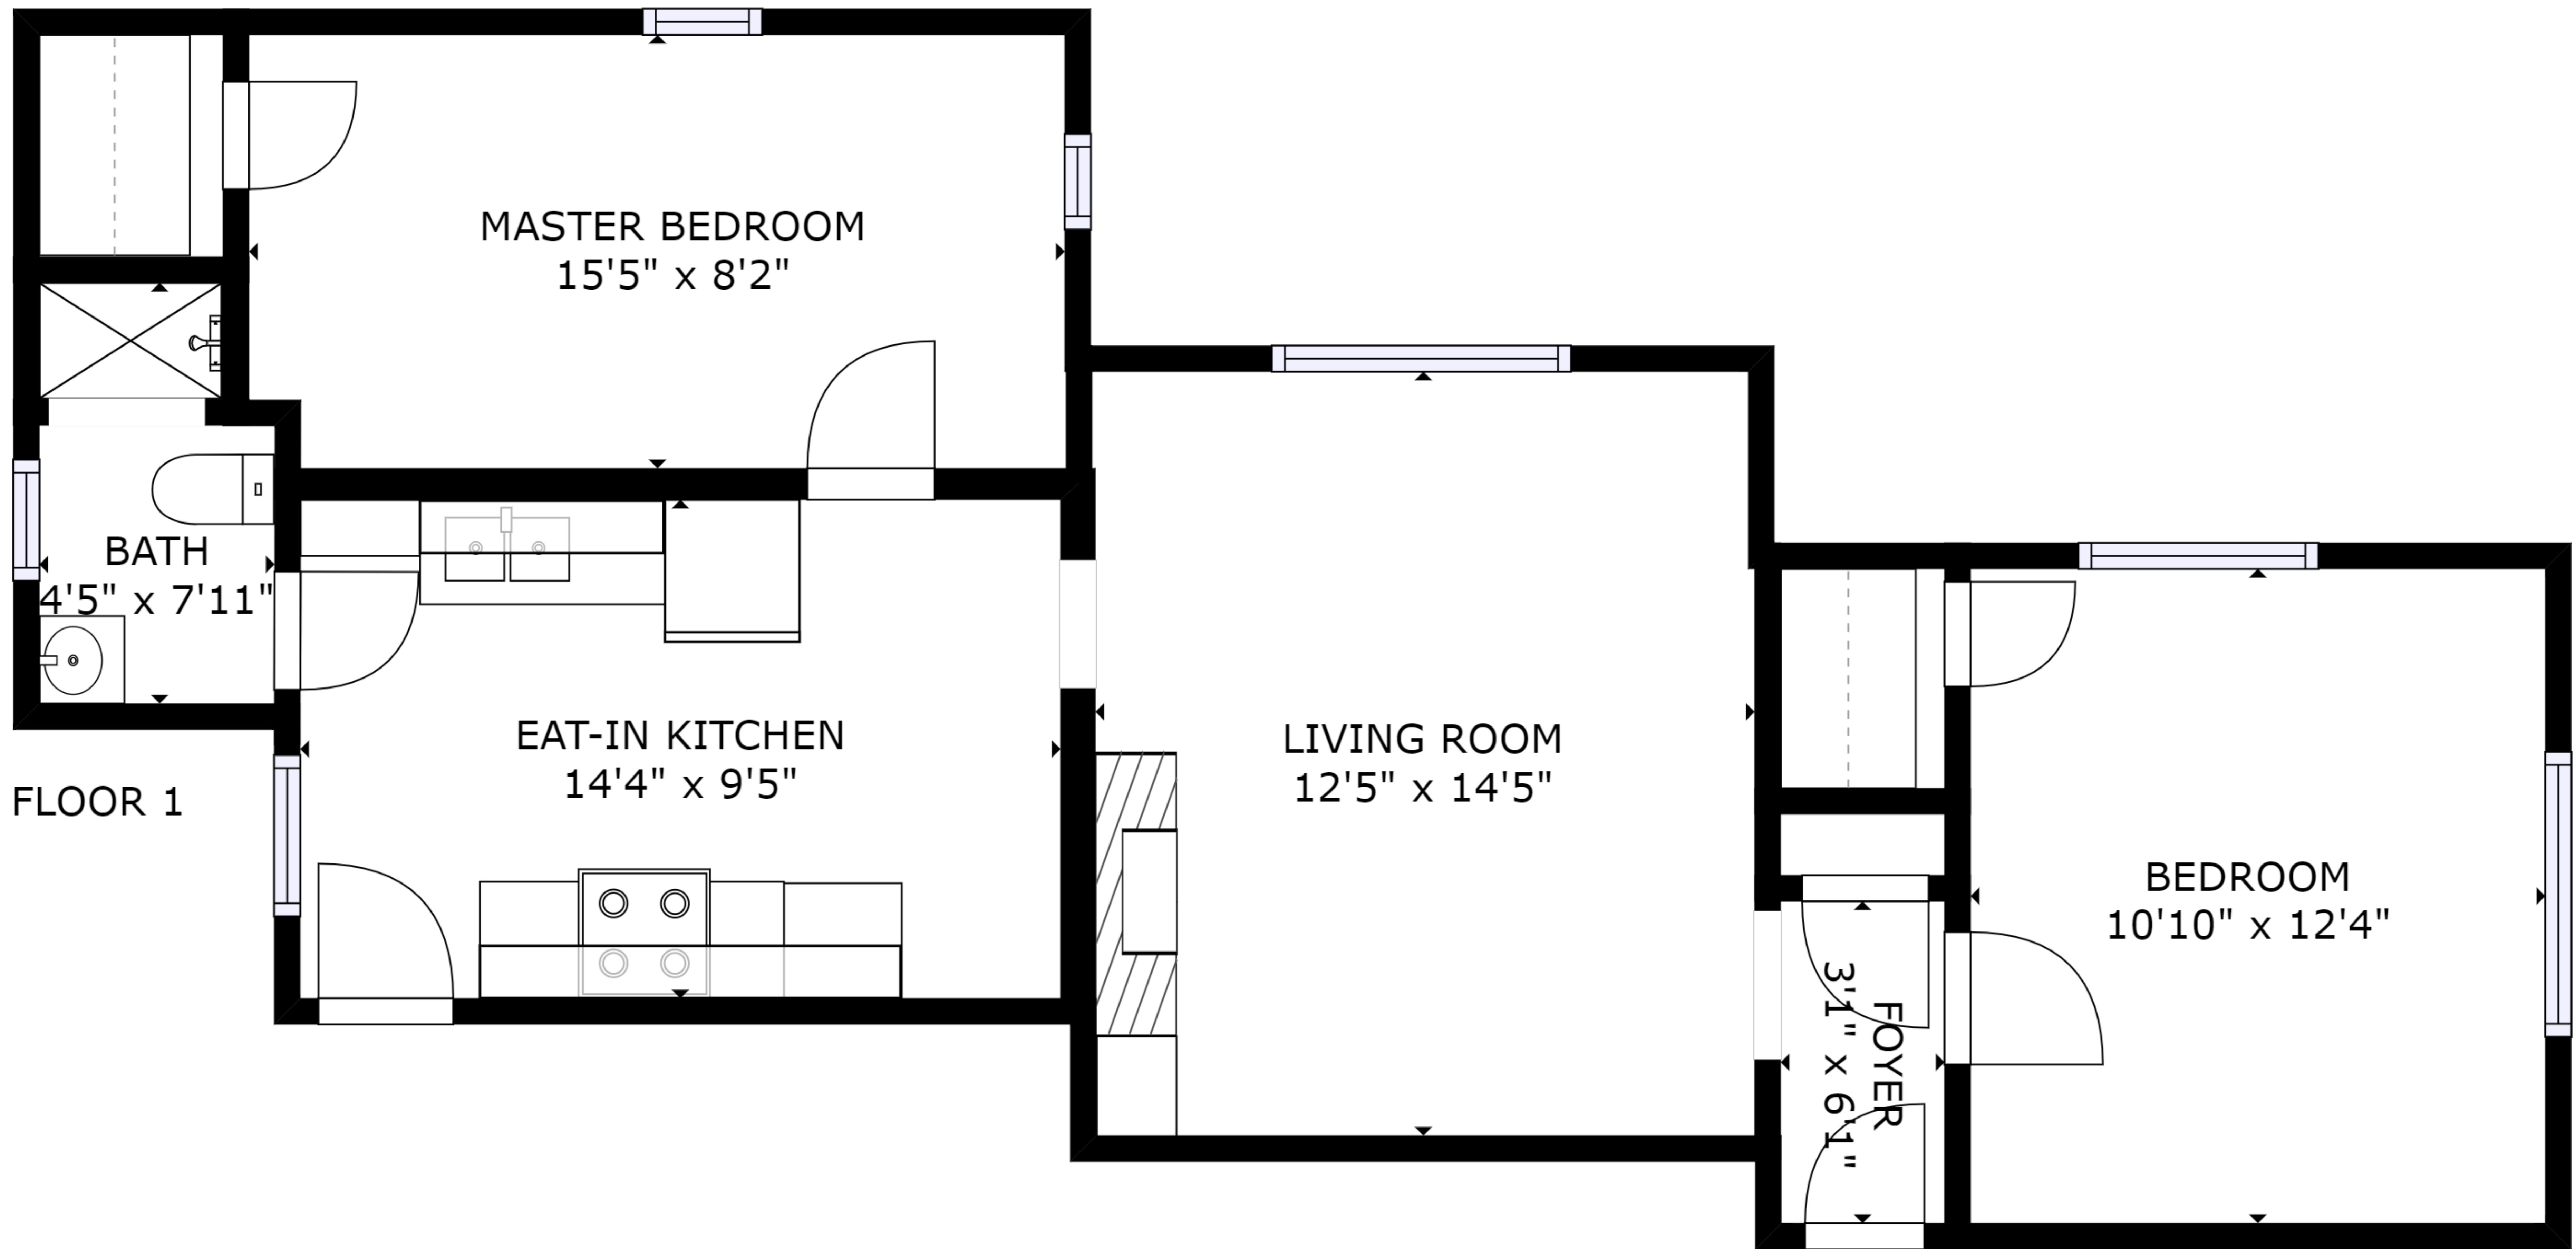 MASTER BEDROOM
15'5" x 8'2"
BATH
4'5" x 7'11"
EAT-IN KITCHEN
14'4" x 9'5"
LIVING ROOM
12'5" x 14'5"
FLOOR 1
BEDROOM
10'10" x 12'4"
FOYER
3'1" x 6'1"